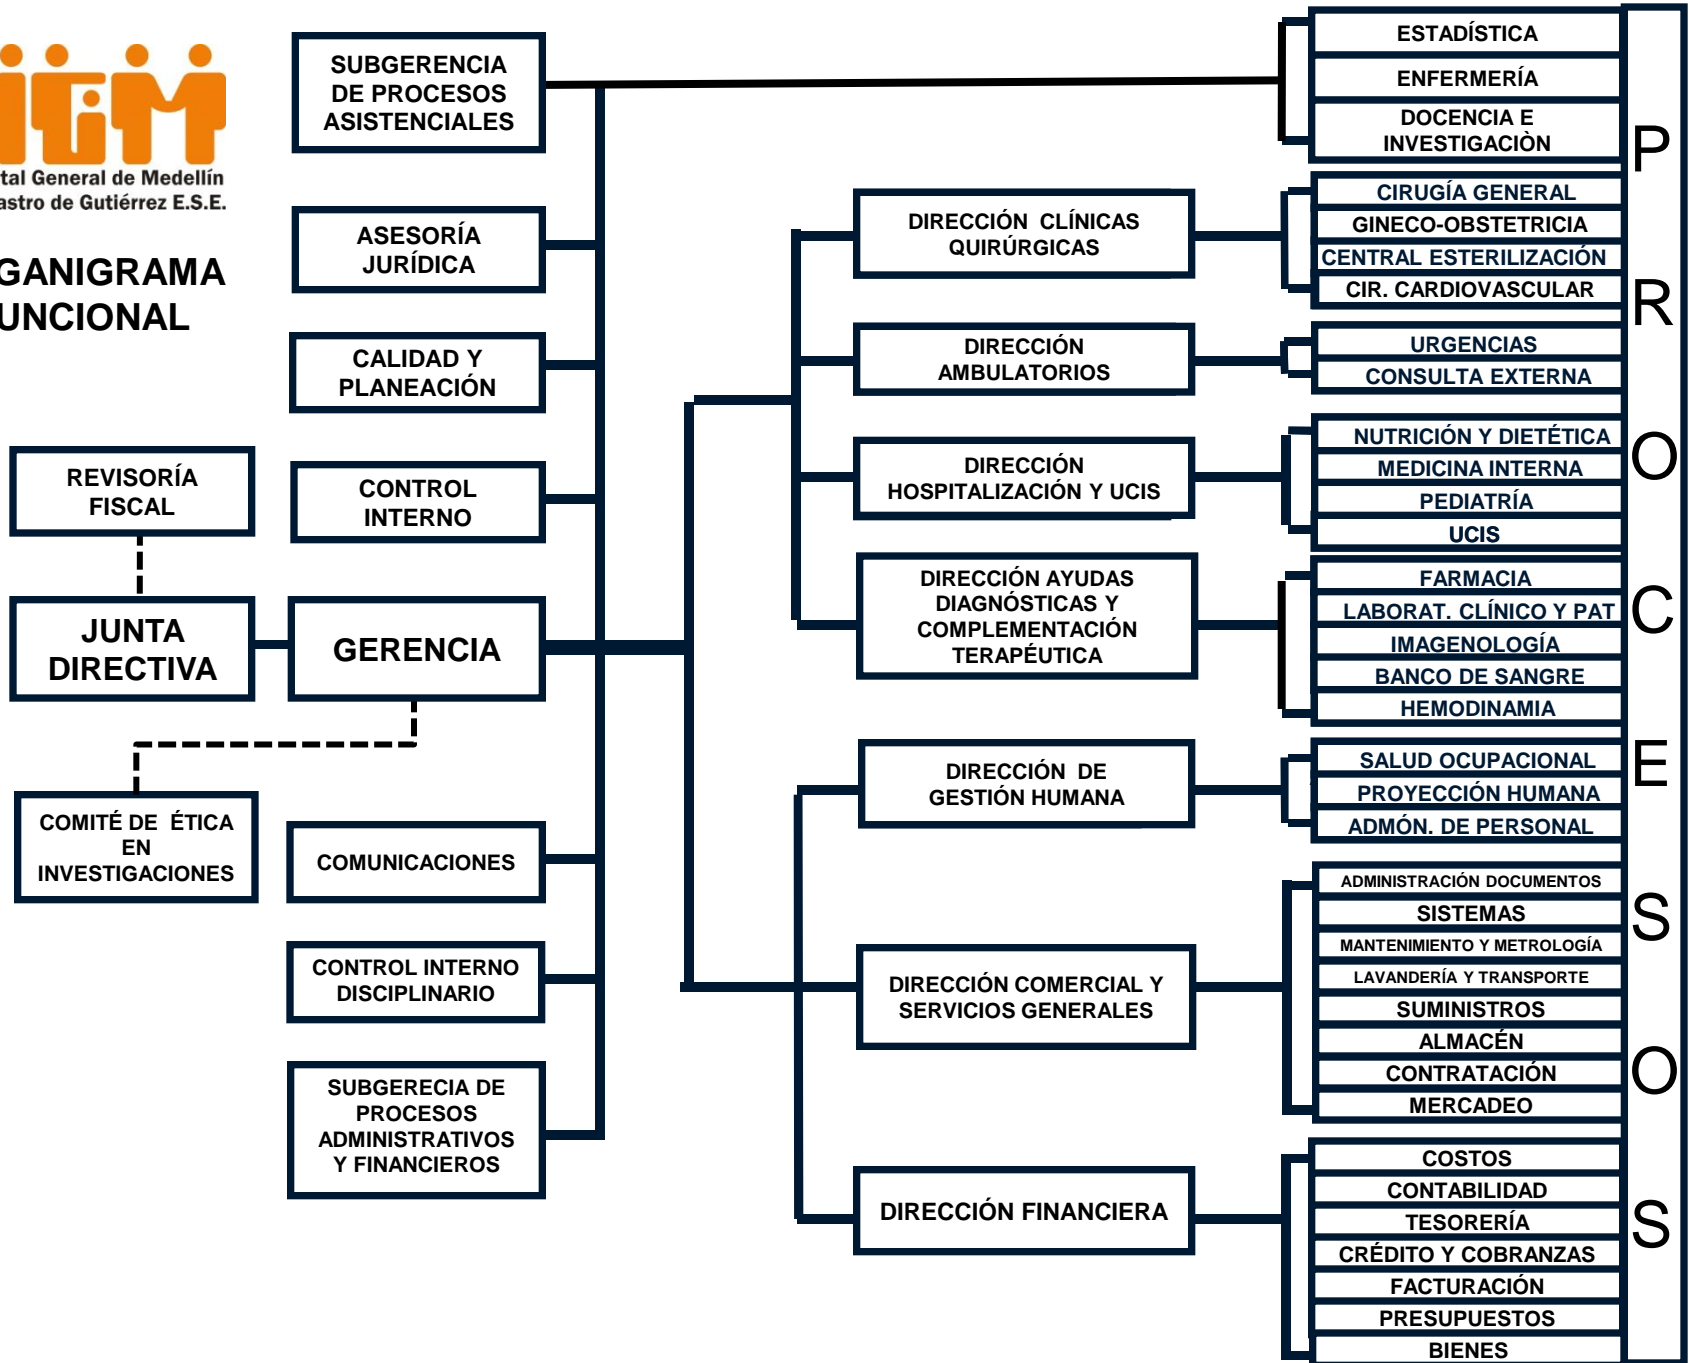 tal General de Medellín
astro de Gutiérrez E.S.E.
GANIGRAMA
UNCIONAL
SUBGERENCIA
DE PROCESOS
ASISTENCIALES
ASESORÍA
JURÍDICA
CALIDAD Y
PLANEACIÓN
CONTROL
INTERNO
REVISORÍA
FISCAL
JUNTA
DIRECTIVA
GERENCIA
COMITÉ DE ÉTICA
EN
INVESTIGACIONES
COMUNICACIONES
CONTROL INTERNO
DISCIPLINARIO
SUBGERECIA DE
PROCESOS
ADMINISTRATIVOS
Y FINANCIEROS
DIRECCIÓN CLÍNICAS
QUIRÚRGICAS
DIRECCIÓN
AMBULATORIOS
DIRECCIÓN
HOSPITALIZACIÓN Y UCIS
DIRECCIÓN AYUDAS
DIAGNÓSTICAS Y
COMPLEMENTACIÓN
TERAPÉUTICA
DIRECCIÓN DE
GESTIÓN HUMANA
DIRECCIÓN COMERCIAL Y
SERVICIOS GENERALES
DIRECCIÓN FINANCIERA
ESTADÍSTICA
ENFERMERÍA
DOCENCIA E
INVESTIGACIÒN
CIRUGÍA GENERAL
GINECO-OBSTETRICIA
CENTRAL ESTERILIZACIÓN
CIR. CARDIOVASCULAR
URGENCIAS
CONSULTA EXTERNA
NUTRICIÓN Y DIETÉTICA
MEDICINA INTERNA
PEDIATRÍA
UCIS
FARMACIA
LABORAT. CLÍNICO Y PAT
IMAGENOLOGÍA
BANCO DE SANGRE
HEMODINAMIA
SALUD OCUPACIONAL
PROYECCIÓN HUMANA
ADMÓN. DE PERSONAL
ADMINISTRACIÓN DOCUMENTOS
SISTEMAS
MANTENIMIENTO Y METROLOGÍA
LAVANDERÍA Y TRANSPORTE
SUMINISTROS
ALMACÉN
CONTRATACIÓN
MERCADEO
COSTOS
CONTABILIDAD
TESORERÍA
CRÉDITO Y COBRANZAS
FACTURACIÓN
PRESUPUESTOS
BIENES
P
R
O
C
E
S
O
S